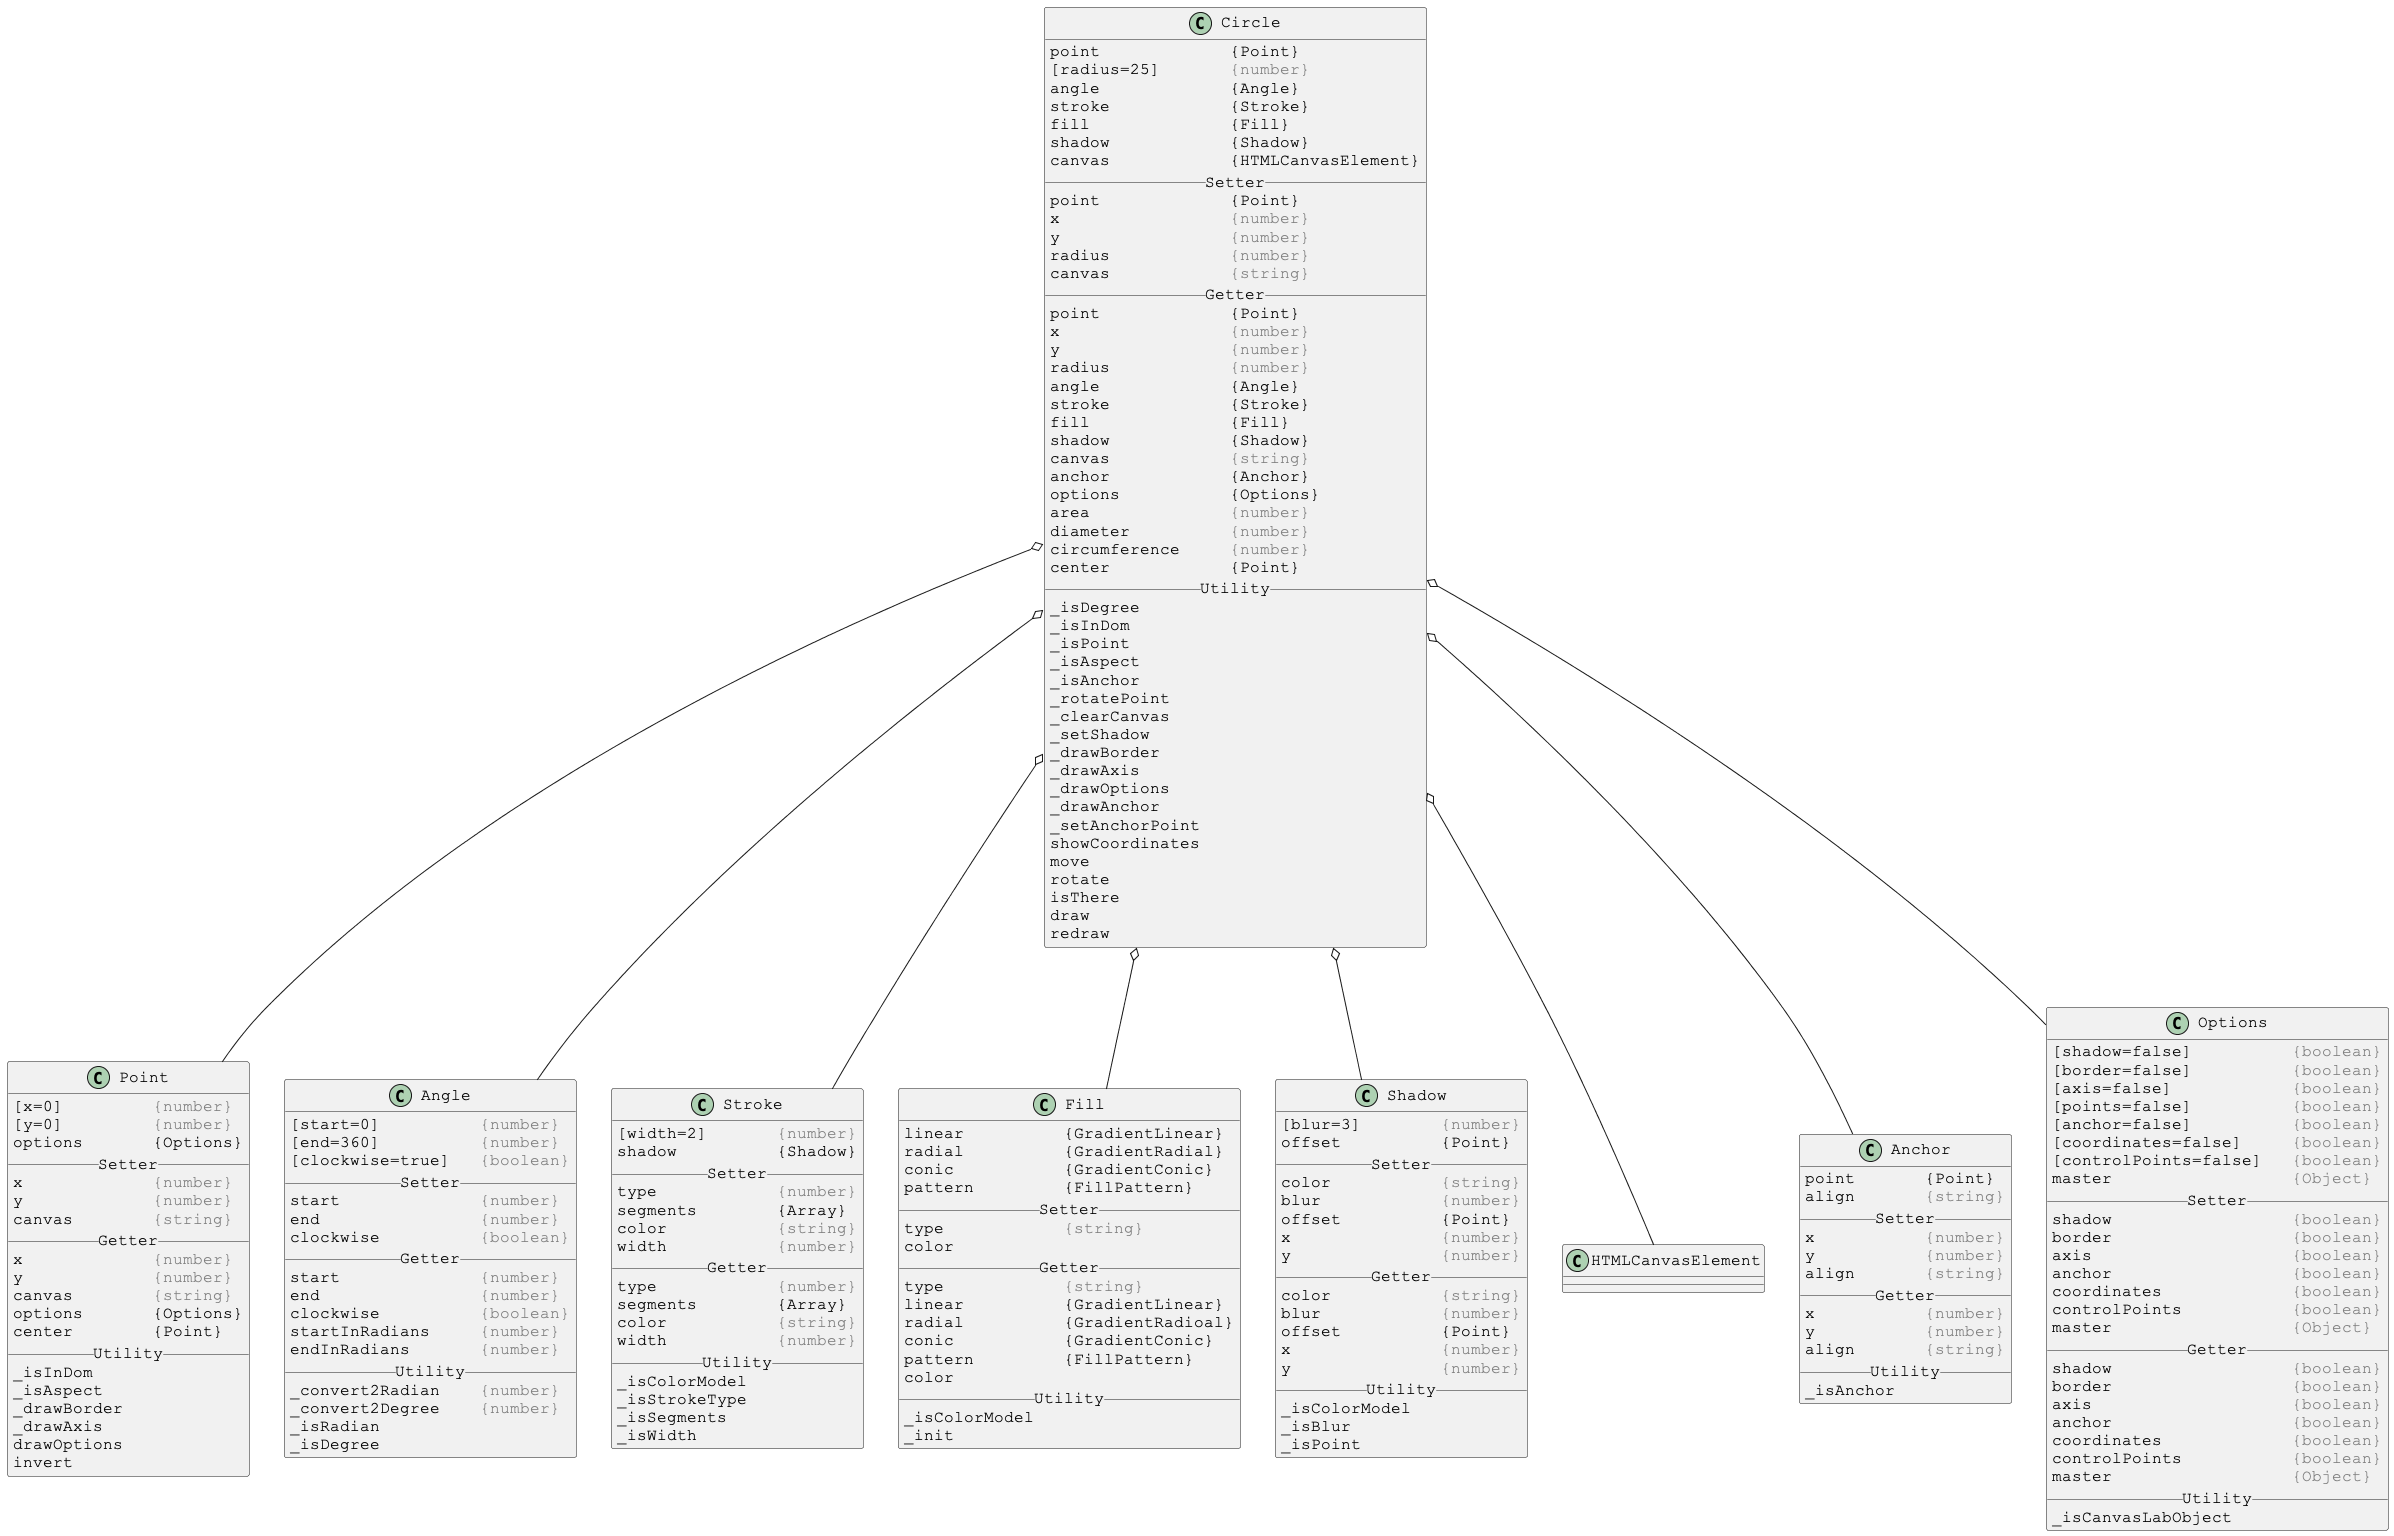 C Circle
point {Point}
[radius=25] {number}
angle {Angle}
stroke {Stroke}
fill {Fill}
shadow {Shadow}
canvas {HTMLCanvasElement}
Setter
point {Point}
x {number}
y {number}
radius {number}
canvas {string}
Getter
point {Point}
x {number}
y {number}
radius {number}
angle {Angle}
stroke {Stroke}
fill {Fill}
shadow {Shadow}
canvas {string}
anchor {Anchor}
options {Options}
area {number}
diameter {number}
circumference {number}
center {Point}
Utility
_isDegree
_isInDom
_isPoint
_isAspect
_isAnchor
_rotatePoint
_clearCanvas
_setShadow
_drawBorder
_drawAxis
_drawOptions
_drawAnchor
_setAnchorPoint
showCoordinates
move
rotate
isThere
draw
redraw
C Point
[x=0] {number}
[y=0] {number}
options {Options}
Setter
x {number}
y {number}
canvas {string}
Getter
x {number}
y {number}
canvas {string}
options {Options}
center {Point}
Utility
_isInDom
_isAspect
_drawBorder
_drawAxis
drawOptions
invert
C Angle
[start=0] {number}
[end=360] {number}
[clockwise=true] {boolean}
Setter
start {number}
end {number}
clockwise {boolean}
Getter
start {number}
end {number}
clockwise {boolean}
startInRadians {number}
endInRadians {number}
Utility
_convert2Radian {number}
_convert2Degree {number}
_isRadian
_isDegree
C Stroke
[width=2] {number}
shadow {Shadow}
Setter
type {number}
segments {Array}
color {string}
width {number}
Getter
type {number}
segments {Array}
color {string}
width {number}
Utility
_isColorModel
_isStrokeType
_isSegments
_isWidth
C Fill
linear {GradientLinear}
radial {GradientRadial}
conic {GradientConic}
pattern {FillPattern}
Setter
type {string}
color
Getter
type {string}
linear {GradientLinear}
radial {GradientRadioal}
conic {GradientConic}
pattern {FillPattern}
color
Utility
_isColorModel
_init
C Shadow
[blur=3] {number}
offset {Point}
Setter
color {string}
blur {number}
offset {Point}
x {number}
y {number}
Getter
color {string}
blur {number}
offset {Point}
x {number}
y {number}
Utility
_isColorModel
_isBlur
_isPoint
C HTMLCanvasElement
C Anchor
point {Point}
align {string}
Setter
x {number}
y {number}
align {string}
Getter
x {number}
y {number}
align {string}
Utility
_isAnchor
C Options
[shadow=false] {boolean}
[border=false] {boolean}
[axis=false] {boolean}
[points=false] {boolean}
[anchor=false] {boolean}
[coordinates=false] {boolean}
[controlPoints=false] {boolean}
master {Object}
Setter
shadow {boolean}
border {boolean}
axis {boolean}
anchor {boolean}
coordinates {boolean}
controlPoints {boolean}
master {Object}
Getter
shadow {boolean}
border {boolean}
axis {boolean}
anchor {boolean}
coordinates {boolean}
controlPoints {boolean}
master {Object}
Utility
_isCanvasLabObject